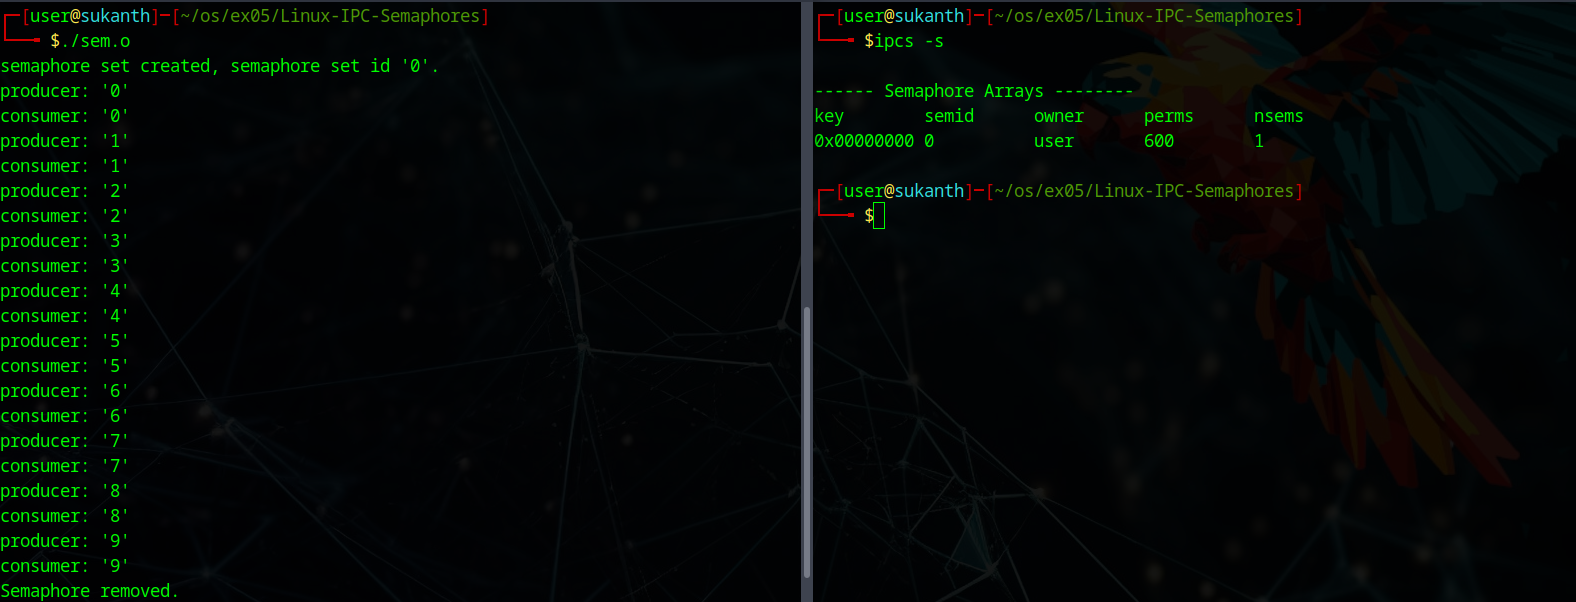 ┌─[user@sukanth]─[~/os/ex05/Linux-IPC-Semaphores]
└──╼ $./sem.o
semaphore set created, semaphore set id '0'.
producer: '0'
consumer: '0'
producer: '1'
consumer: '1'
producer: '2'
consumer: '2'
producer: '3'
consumer: '3'
producer: '4'
consumer: '4'
producer: '5'
consumer: '5'
producer: '6'
consumer: '6'
producer: '7'
consumer: '7'
producer: '8'
consumer: '8'
producer: '9'
consumer: '9'
Semaphore removed.
┌─[user@sukanth]─[~/os/ex05/Linux-IPC-Semaphores]
└──╼ $ipcs -s
------ Semaphore Arrays --------
key        semid      owner      perms      nsems
0x00000000 0          user       600        1
┌─[user@sukanth]─[~/os/ex05/Linux-IPC-Semaphores]
└──╼ $